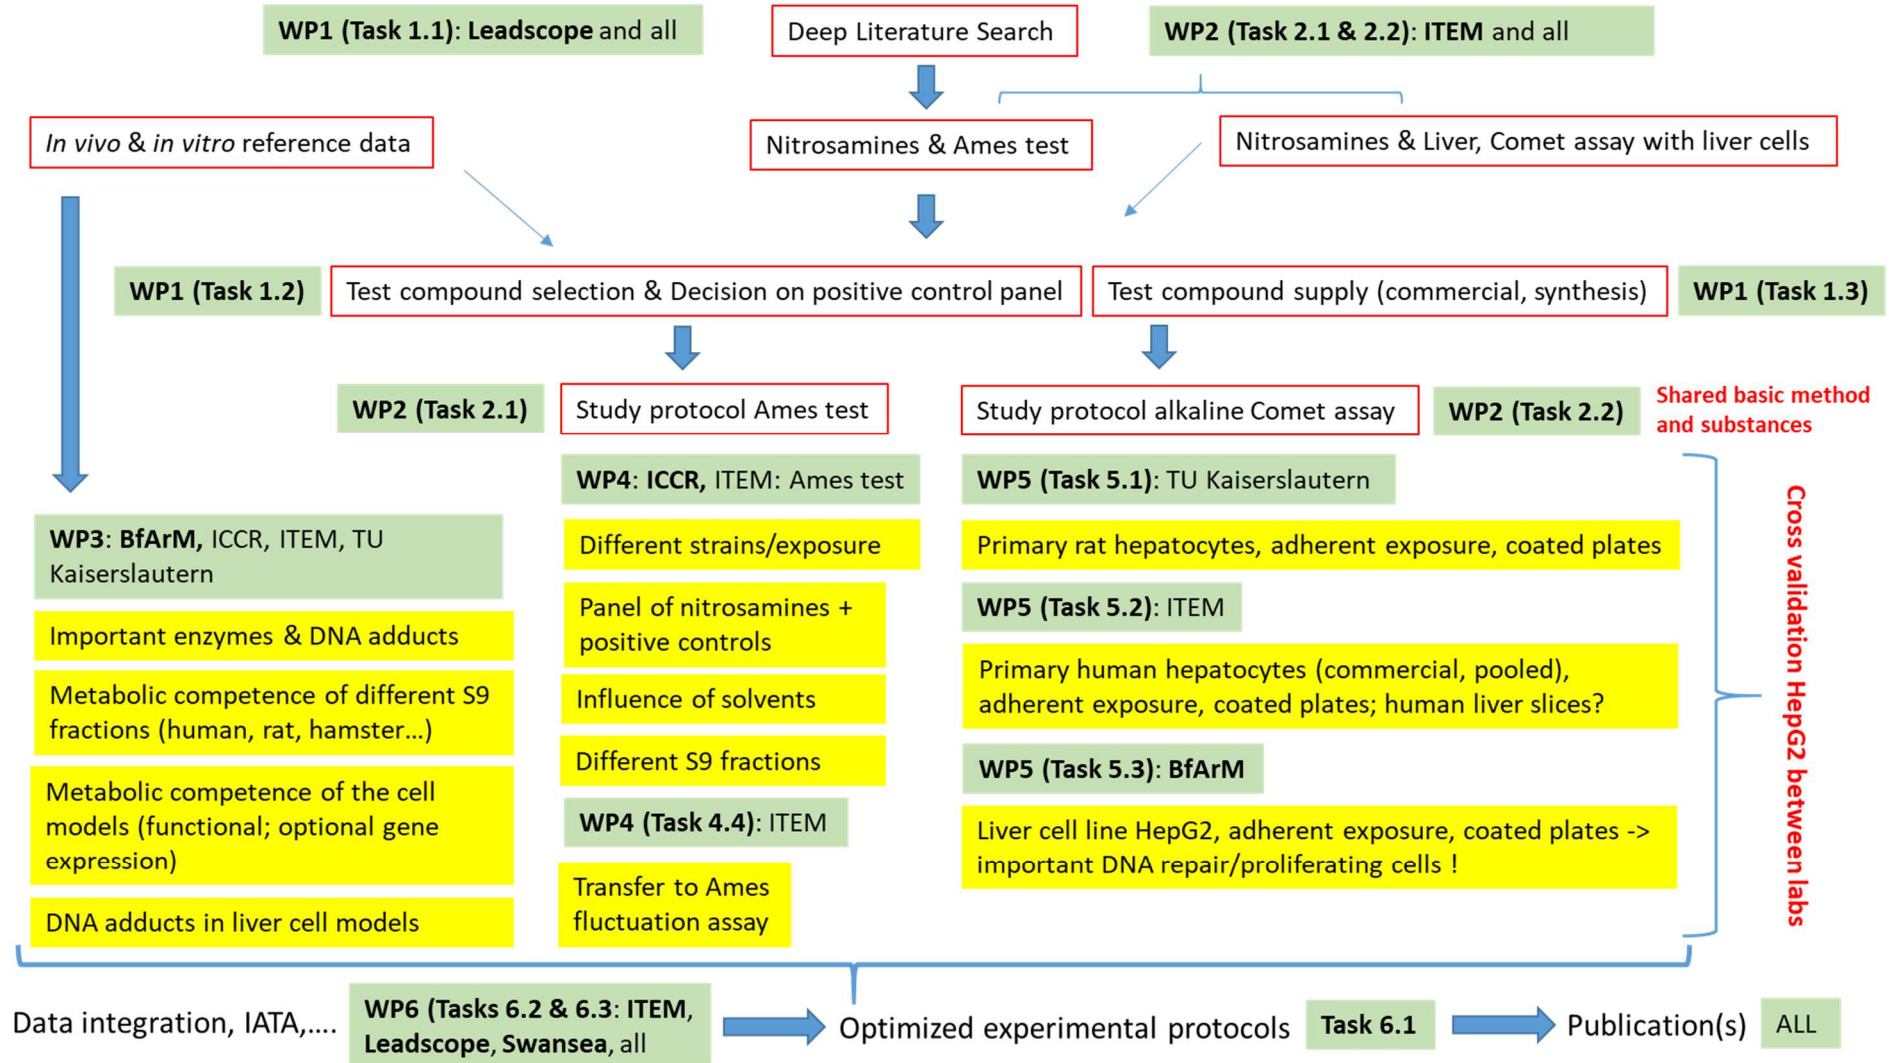 WP1 (Task 1.1): Leadscope and all
Deep Literature Search
WP2 (Task 2.1 & 2.2): ITEM and all
In vivo & in vitro reference data
Nitrosamines & Ames test
Nitrosamines & Liver, Comet assay with liver cells
WP1 (Task 1.2)
Test compound selection & Decision on positive control panel
Test compound supply (commercial, synthesis)
WP1 (Task 1.3)
WP2 (Task 2.1)
Study protocol Ames test
Study protocol alkaline Comet assay
WP2 (Task 2.2)
Shared basic method
and substances
WP3: BfArM, ICCR, ITEM, TU
Kaiserslautern
Important enzymes & DNA adducts
Metabolic competence of different S9
fractions (human, rat, hamster...)
Metabolic competence of the cell
models (functional; optional gene
expression)
DNA adducts in liver cell models
WP4: ICCR, ITEM: Ames test
Different strains/exposure
Panel of nitrosamines +
positive controls
Influence of solvents
Different S9 fractions
WP4 (Task 4.4): ITEM
Transfer to Ames
fluctuation assay
WP5 (Task 5.1): TU Kaiserslautern
Primary rat hepatocytes, adherent exposure, coated plates
WP5 (Task 5.2): ITEM
Primary human hepatocytes (commercial, pooled),
adherent exposure, coated plates; human liver slices?
WP5 (Task 5.3): BfArM
Liver cell line HepG2, adherent exposure, coated plates ->
important DNA repair/proliferating cells !
Cross validation HepG2 between labs
Data integration, IATA,....
WP6 (Tasks 6.2 & 6.3: ITEM,
Leadscope, Swansea, all
Optimized experimental protocols
Task 6.1
Publication(s)
ALL